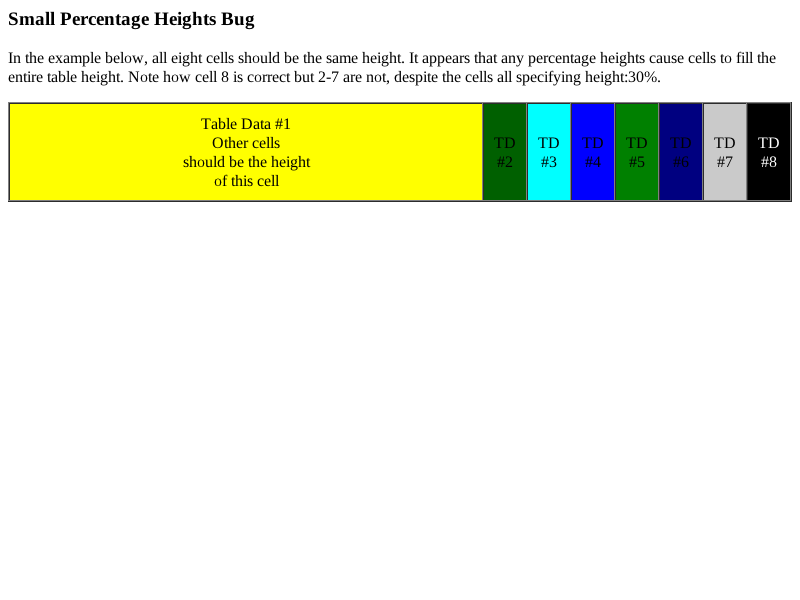 Small Percentage Heights Bug
In the example below, all eight cells should be the same height. It appears that any percentage heights cause cells to fill the
entire table height. Note how cell 8 is correct but 2-7 are not, despite the cells all specifying height:30%.
Table Data #1
Other cells
should be the height
of this cell
TD
#2
TD
#3
TD
#4
TD
#5
TD
#6
TD
#7
TD
#8